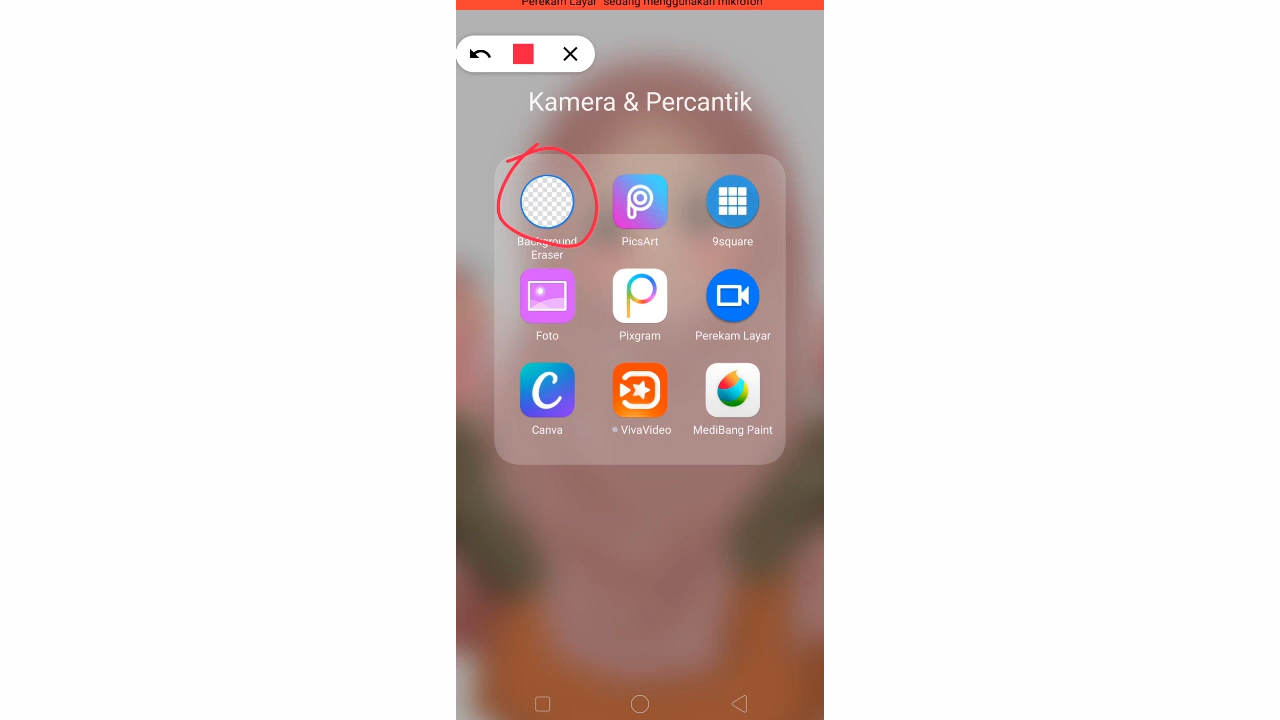 "Perekam Layar" sedang menggunakan mikrofon
Kamera & Percantik
Background
Eraser
PicsArt
9square
Foto
Pixgram
Perekam Layar
Canva
VivaVideo
MediBang Paint